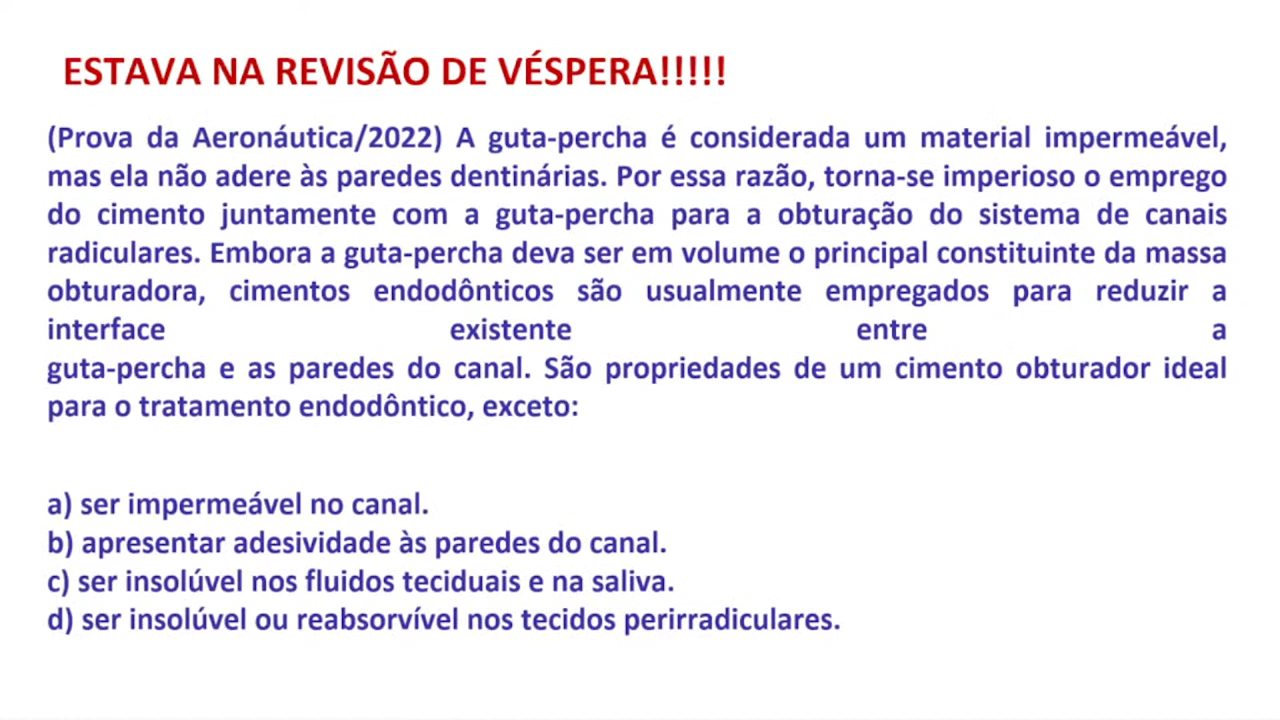 ESTAVA NA REVISÃO DE VÉSPERA!!!!!
(Prova da Aeronáutica/2022) A guta-percha é considerada um material impermeável,
mas ela não adere às paredes dentinárias. Por essa razão, torna-se imperioso o emprego
do cimento juntamente com a guta-percha para a obturação do sistema de canais
radiculares. Embora a guta-percha deva ser em volume o principal constituinte da massa
obturadora, cimentos endodônticos são usualmente empregados para reduzir a
interface existente entre a
guta-percha e as paredes do canal. São propriedades de um cimento obturador ideal
para o tratamento endodôntico, exceto:
a) ser impermeável no canal.
b) apresentar adesividade às paredes do canal.
c) ser insolúvel nos fluidos teciduais e na saliva.
d) ser insolúvel ou reabsorvível nos tecidos perirradiculares.